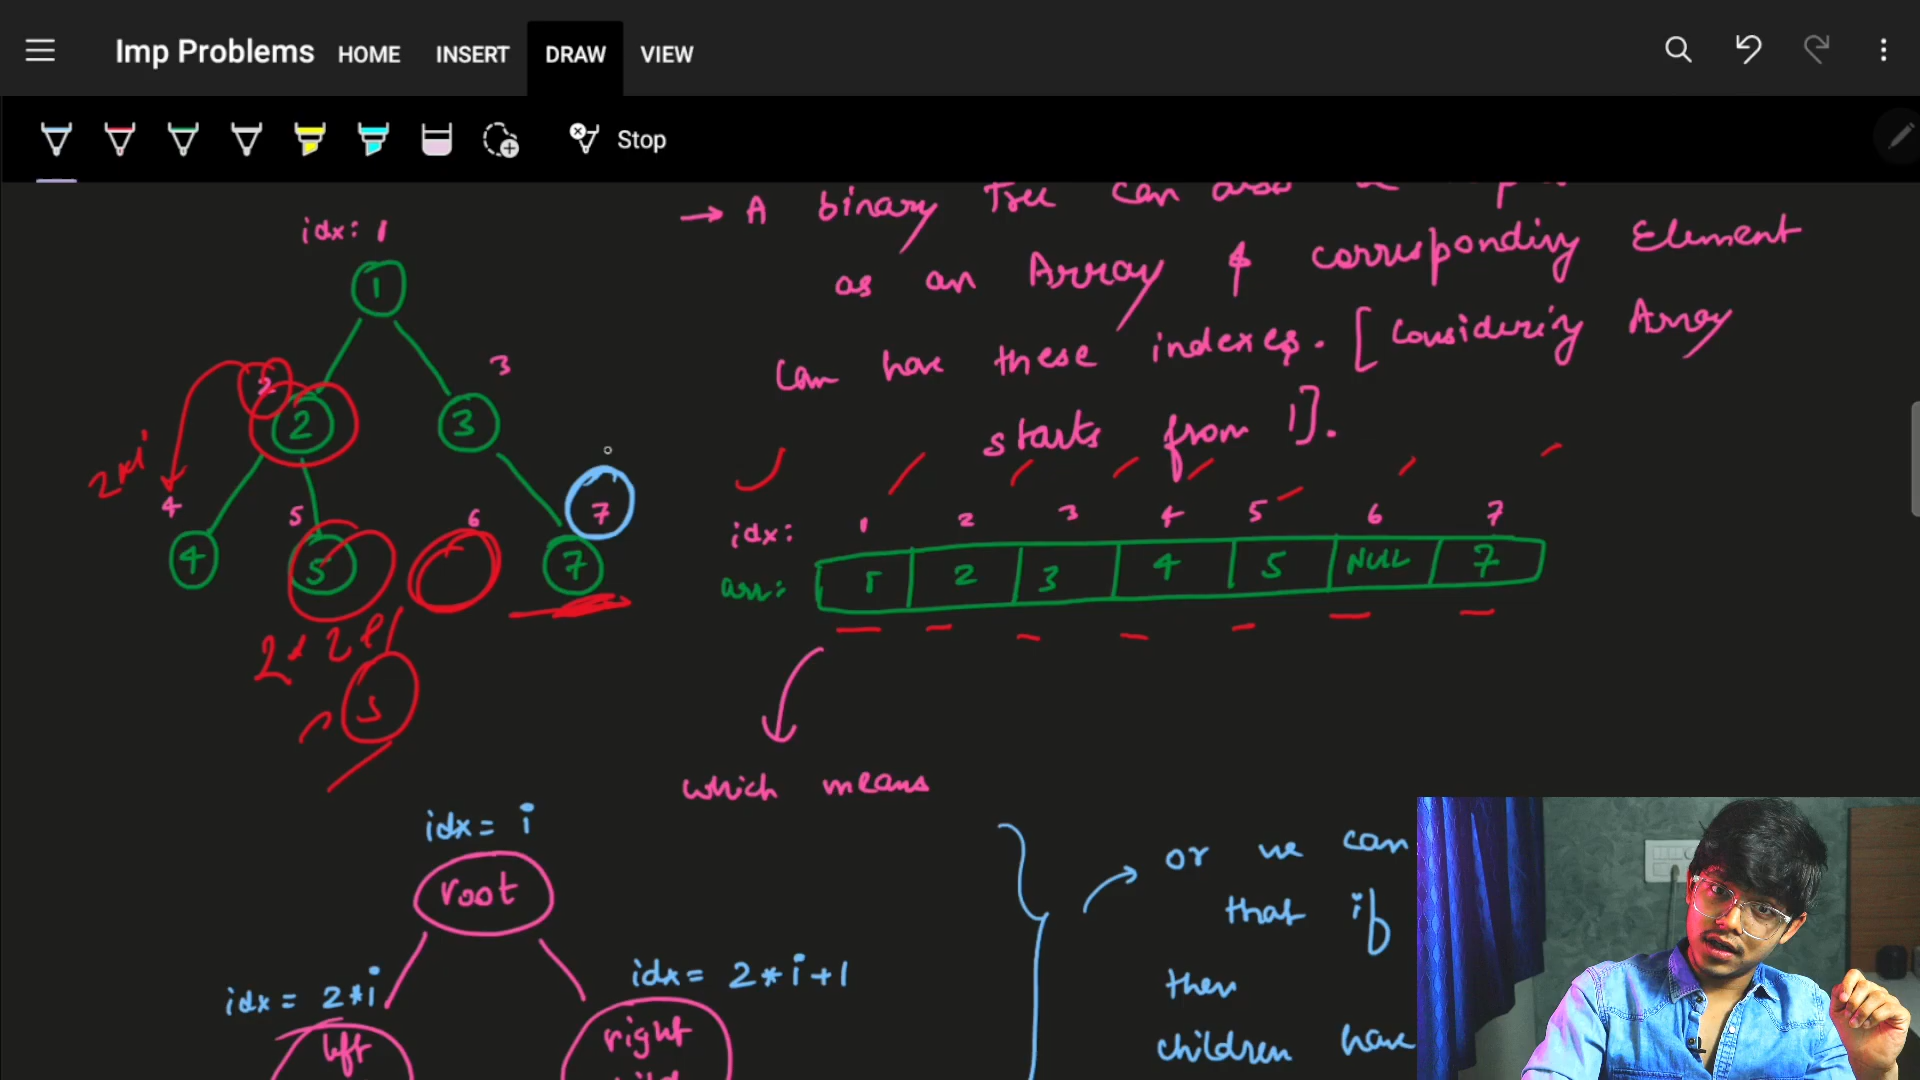 Imp Problems HOME INSERT DRAW VIEW
Stop
→ A binary Tree can also
idx: 1
as an Array & corresponding Element
1
can have these indexes. [Considering Array
3
2
2 3
starts from 1].
2*i
4 5 6 7
idx: 1 2 3 4 5 6 7
4 5 7
arr: 1 2 3 4 5 NULL 7
2*2+1
5
which means
idx = i
or we can
root
that if
idx = 2*i
idx = 2*i+1
then
left
right
children have